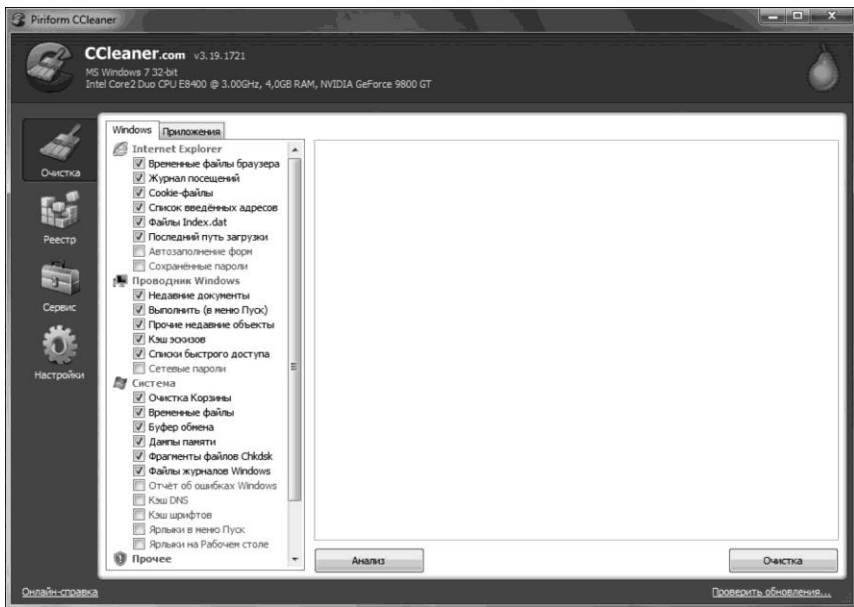 Piriform CCleaner
CCleaner.com v3.19.1721
MS Windows 7 32-bit
Intel Core2 Duo CPU E8400 @ 3.00GHz, 4,0GB RAM, NVIDIA GeForce 9800 GT
Очистка
Реестр
Сервис
Настройки
Windows Приложения
Internet Explorer
Временные файлы браузера
Журнал посещений
Cookie-файлы
Список введённых адресов
Файлы Index.dat
Последний путь загрузки
Автозаполнение форм
Сохранённые пароли
Проводник Windows
Недавние документы
Выполнить (в меню Пуск)
Прочие недавние объекты
Кэш эскизов
Списки быстрого доступа
Сетевые пароли
Система
Очистка Корзины
Временные файлы
Буфер обмена
Дампы памяти
Фрагменты файлов Chkdsk
Файлы журналов Windows
Отчёт об ошибках Windows
Кэш DNS
Кэш шрифтов
Ярлыки в меню Пуск
Ярлыки на Рабочем столе
Прочее
Анализ Очистка
Онлайн-справка Проверить обновления...